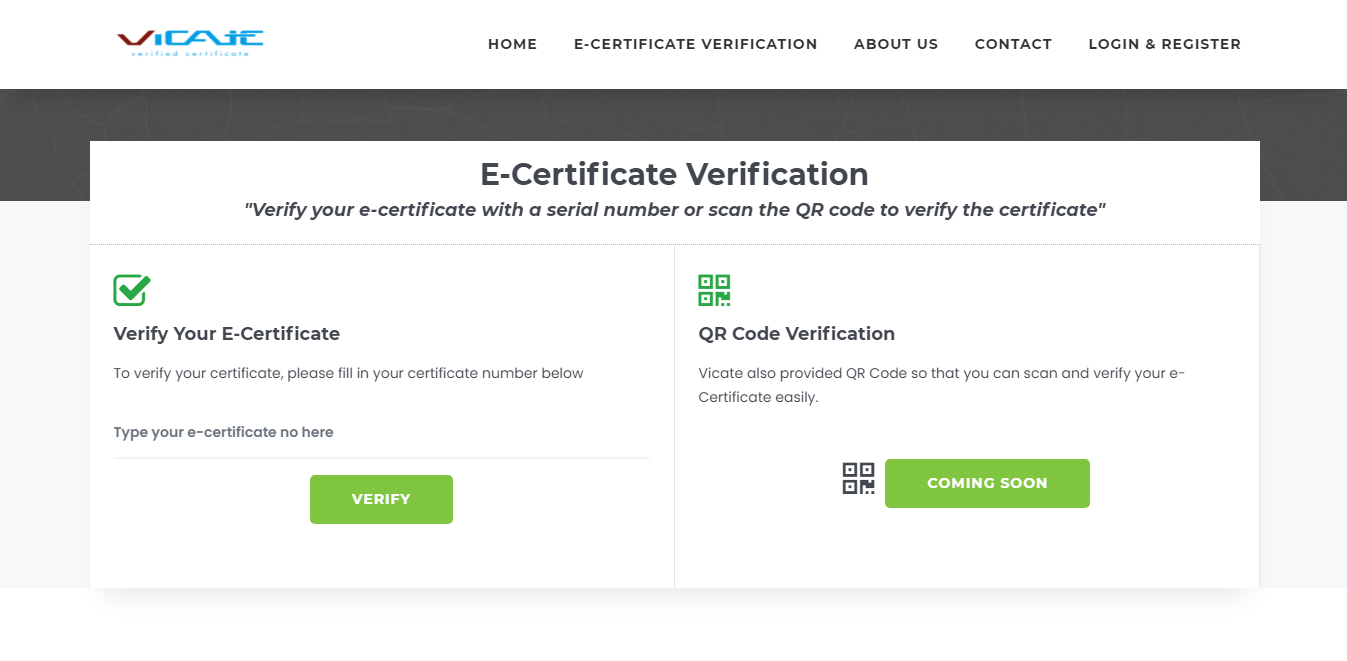 VICATE
verified certificate
HOME
E-CERTIFICATE VERIFICATION
ABOUT US
CONTACT
LOGIN & REGISTER
E-Certificate Verification
"Verify your e-certificate with a serial number or scan the QR code to verify the certificate"
Verify Your E-Certificate
To verify your certificate, please fill in your certificate number below
Type your e-certificate no here
VERIFY
QR Code Verification
Vicate also provided QR Code so that you can scan and verify your e-
Certificate easily.
COMING SOON